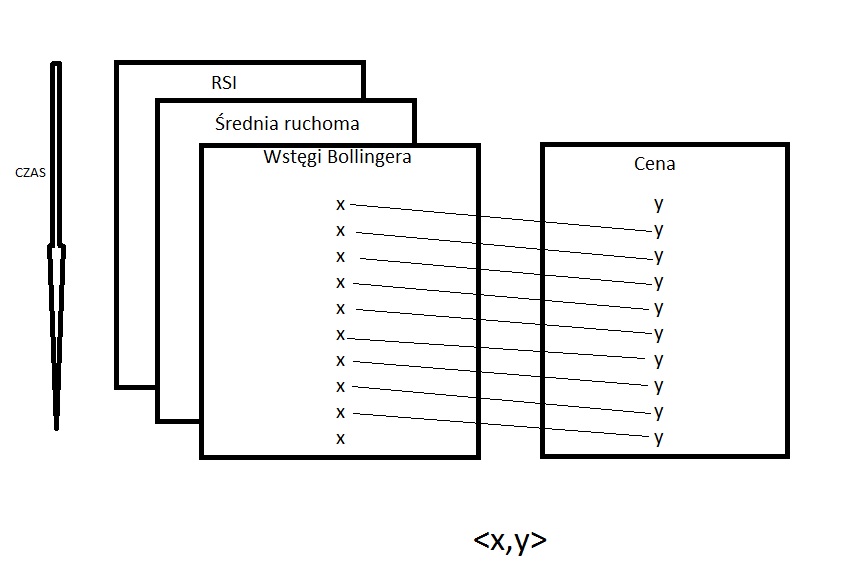 RSI
Średnia ruchoma
Wstęgi Bollingera
Cena
CZAS
x y
x y
x y
x y
x y
x y
x y
x y
x y
x y
<x,y>